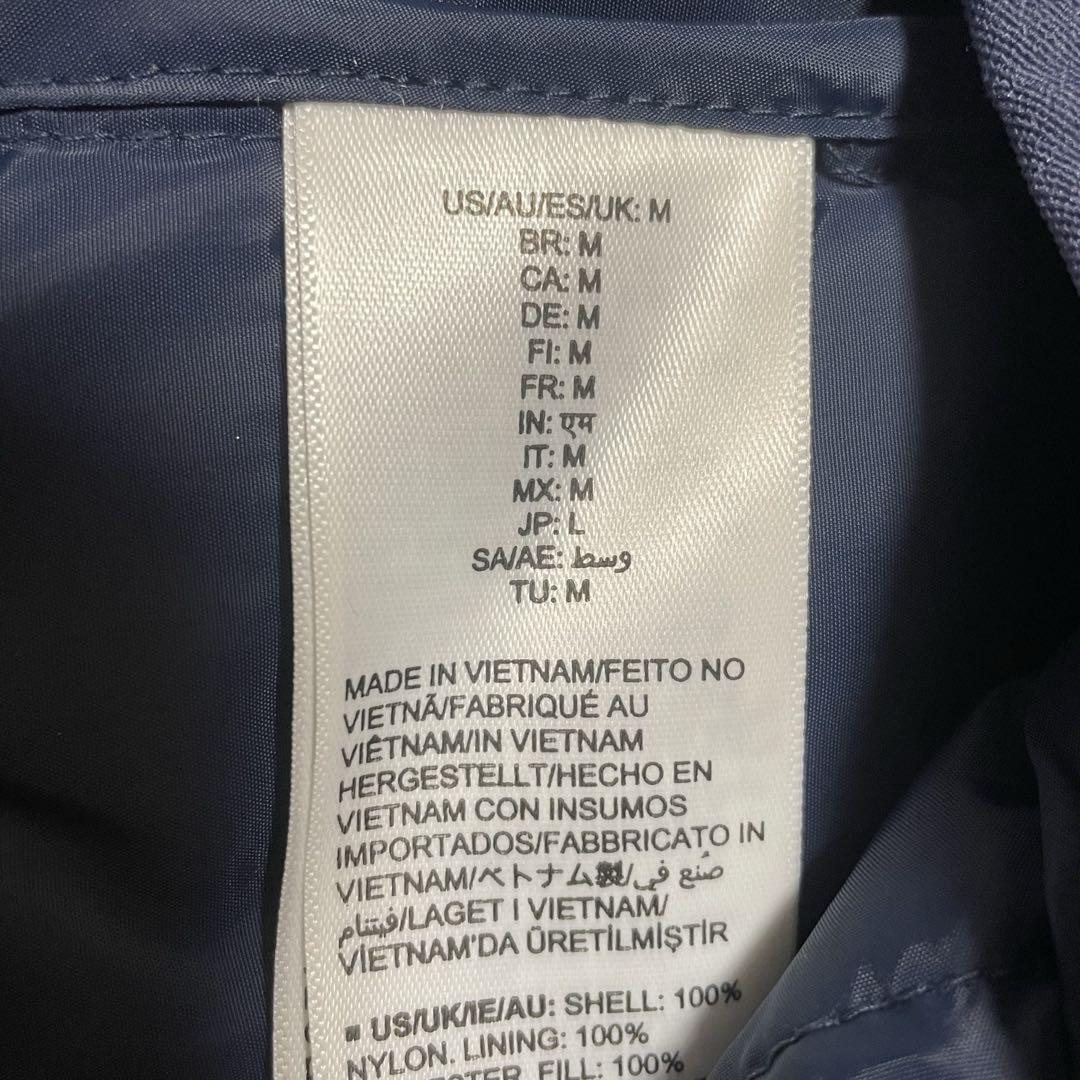 US/AU/ES/UK: M
BR: M
CA: M
DE: M
FI: M
FR: M
IN: एम
IT: M
MX: M
JP: L
SA/AE: وسط
TU: M
MADE IN VIETNAM/FEITO NO
VIETNÃ/FABRIQUÉ AU
VIÊTNAM/IN VIETNAM
HERGESTELLT/HECHO EN
VIETNAM CON INSUMOS
IMPORTADOS/FABBRICATO IN
VIETNAM/ベトナム製/صُنع في
فيتنام/LAGET I VIETNAM/
VİETNAM'DA ÜRETİLMİŞTİR
■ US/UK/IE/AU: SHELL: 100%
NYLON. LINING: 100%
FILL: 100%